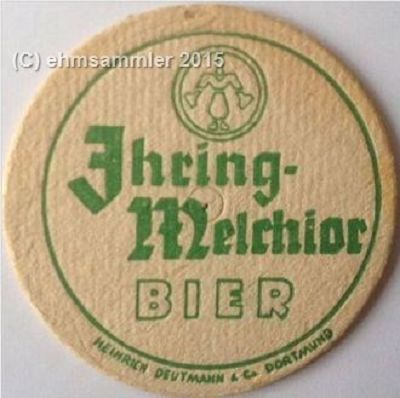 (C) ehmsammler 2015
Ihring-
Melchior
BIER
HEINRICH DEUTMANN & Co. DORTMUND